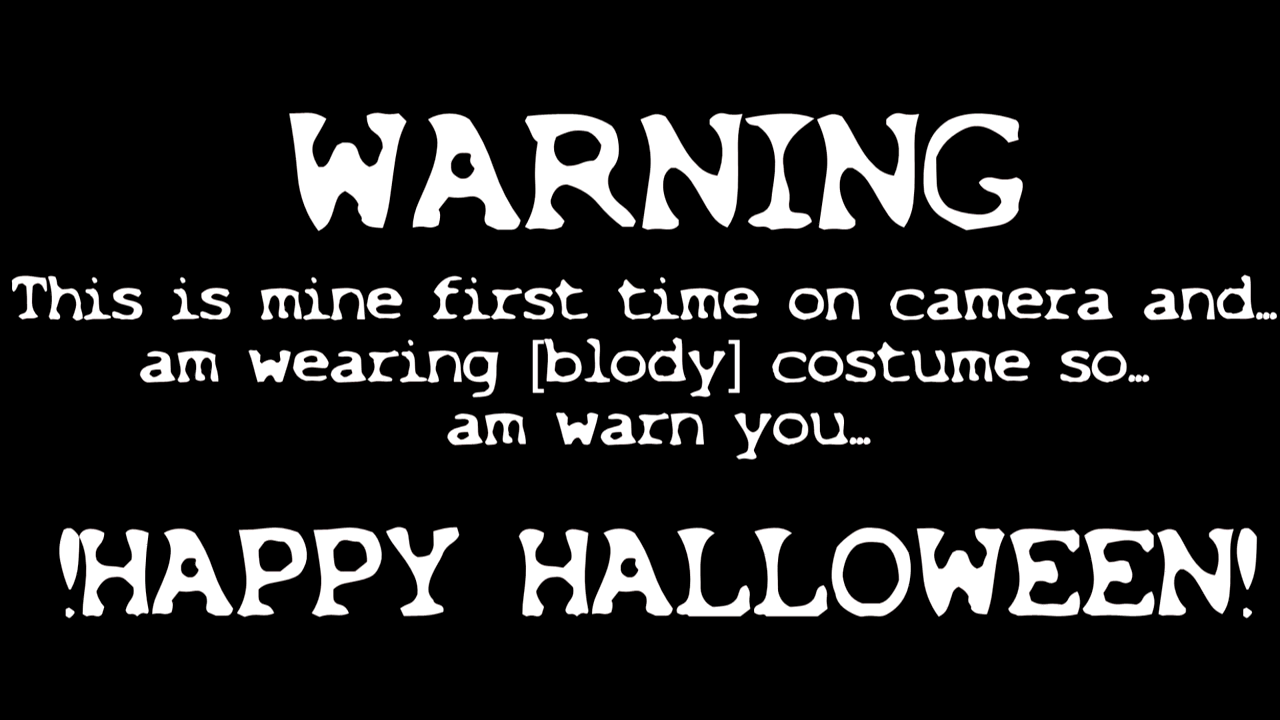 WARNING
This is mine first time on camera and...
am wearing [blody] costume so...
am warn you...
!HAPPY HALLOWEEN!